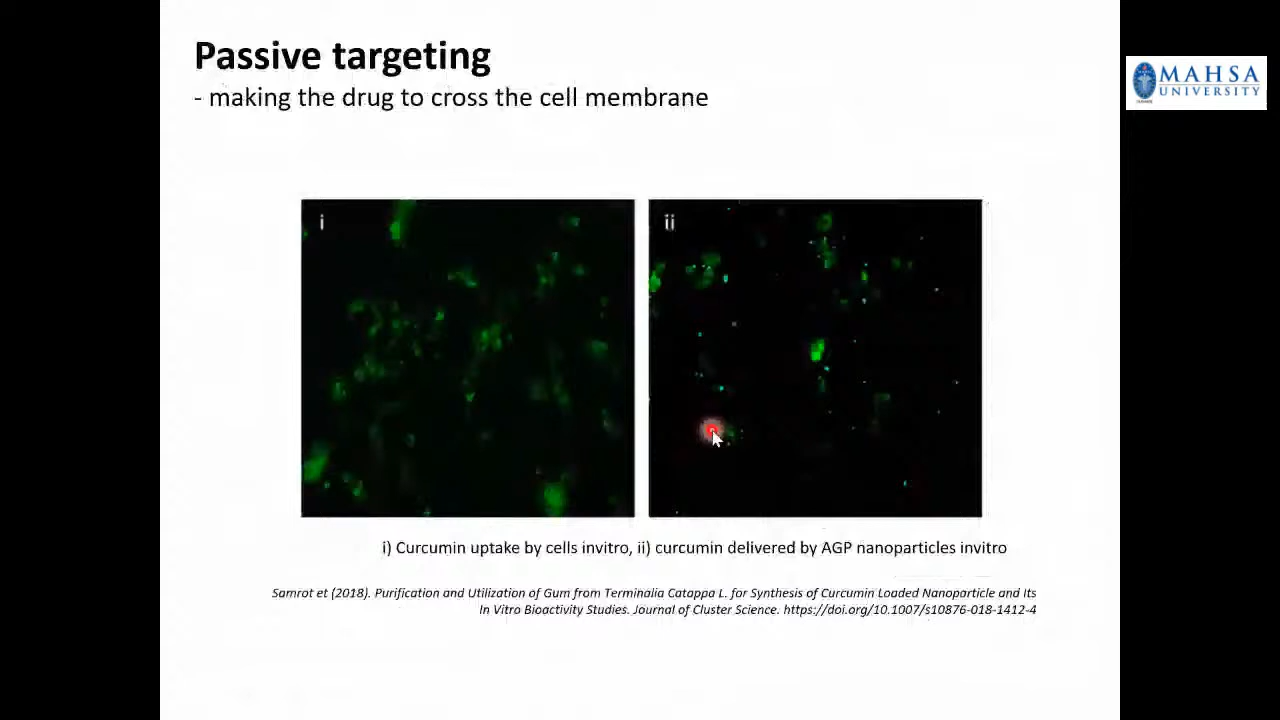 Passive targeting
- making the drug to cross the cell membrane
MAHSA
UNIVERSITY
i
ii
i) Curcumin uptake by cells invitro, ii) curcumin delivered by AGP nanoparticles invitro
Samrot et (2018). Purification and Utilization of Gum from Terminalia Catappa L. for Synthesis of Curcumin Loaded Nanoparticle and Its
In Vitro Bioactivity Studies. Journal of Cluster Science. https://doi.org/10.1007/s10876-018-1412-4